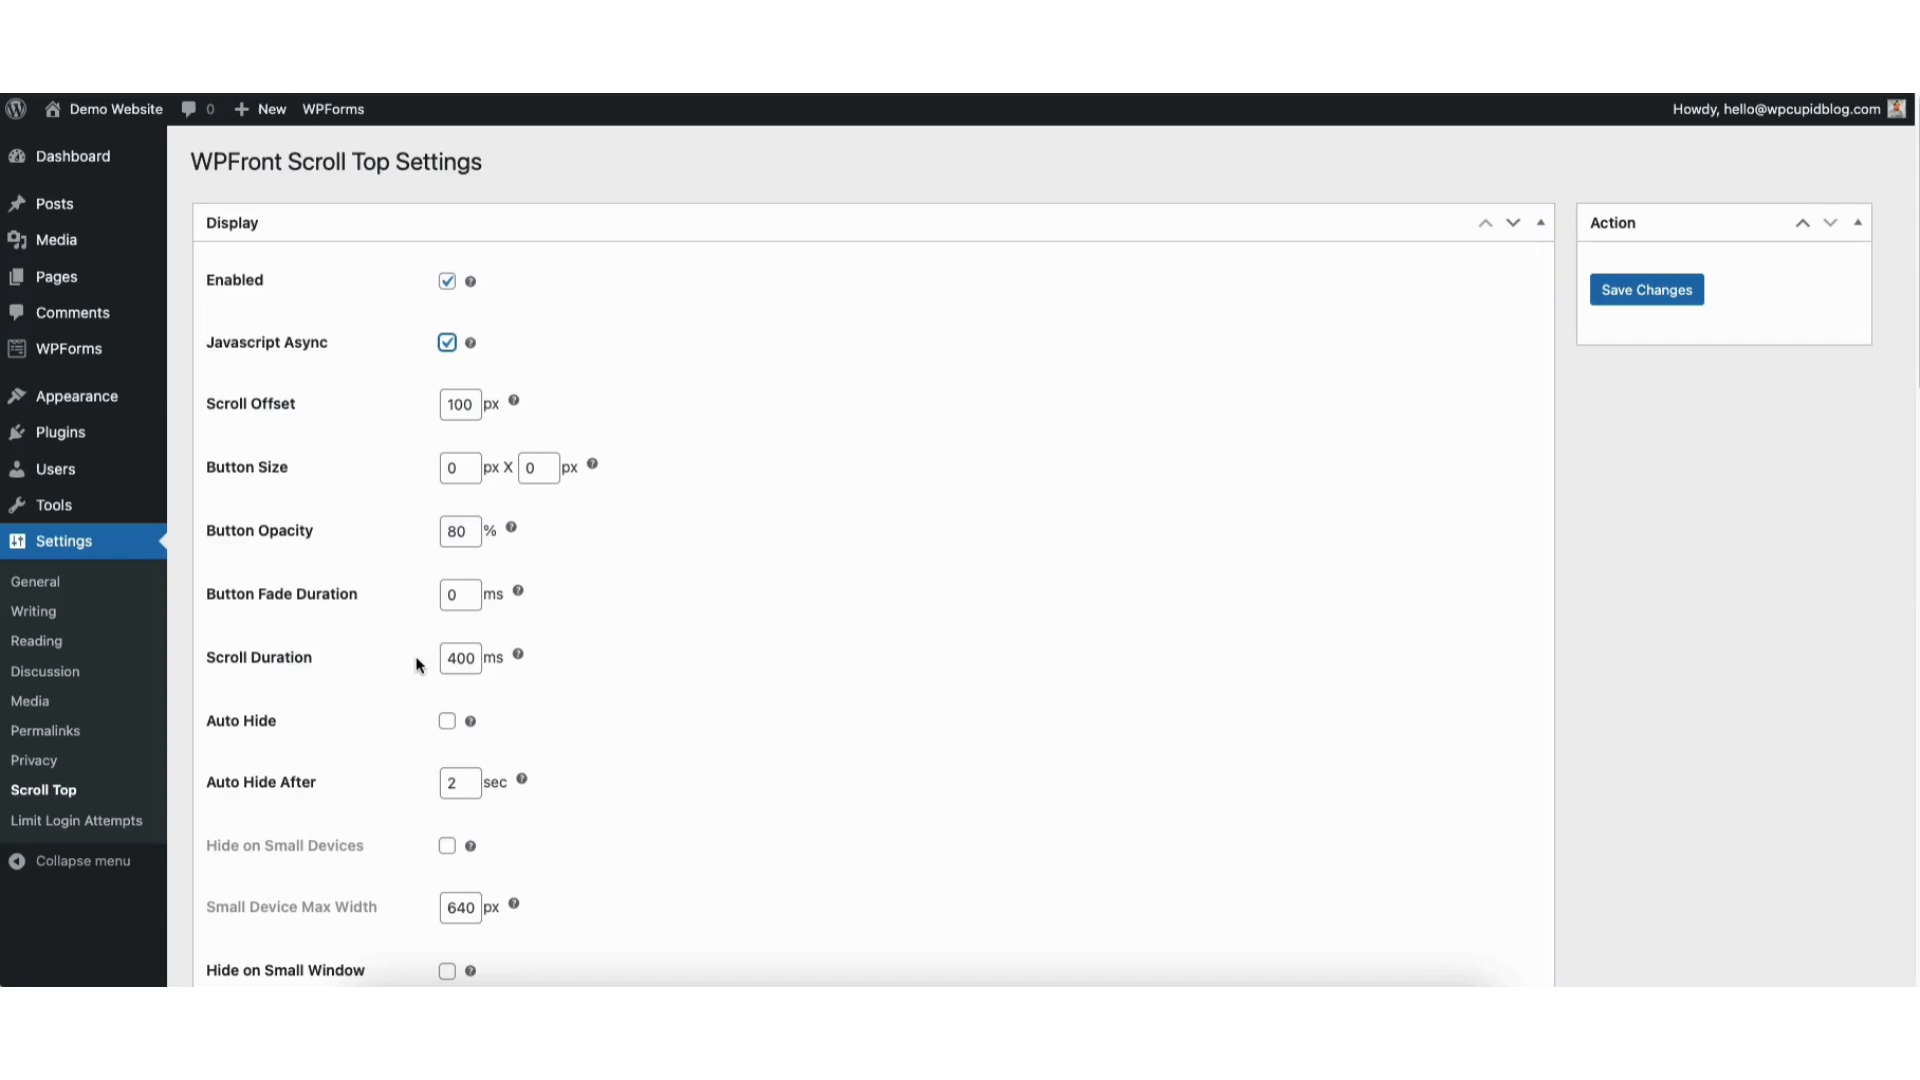 Demo Website 0 New WPForms Howdy, hello@wpcupidblog.com
Dashboard
Posts
Media
Pages
Comments
WPForms
Appearance
Plugins
Users
Tools
Settings
General
Writing
Reading
Discussion
Media
Permalinks
Privacy
Scroll Top
Limit Login Attempts
Collapse menu
WPFront Scroll Top Settings
Display
Enabled
Javascript Async
Scroll Offset 100 px
Button Size 0 px X 0 px
Button Opacity 80 %
Button Fade Duration 0 ms
Scroll Duration 400 ms
Auto Hide
Auto Hide After 2 sec
Hide on Small Devices
Small Device Max Width 640 px
Hide on Small Window
Action
Save Changes